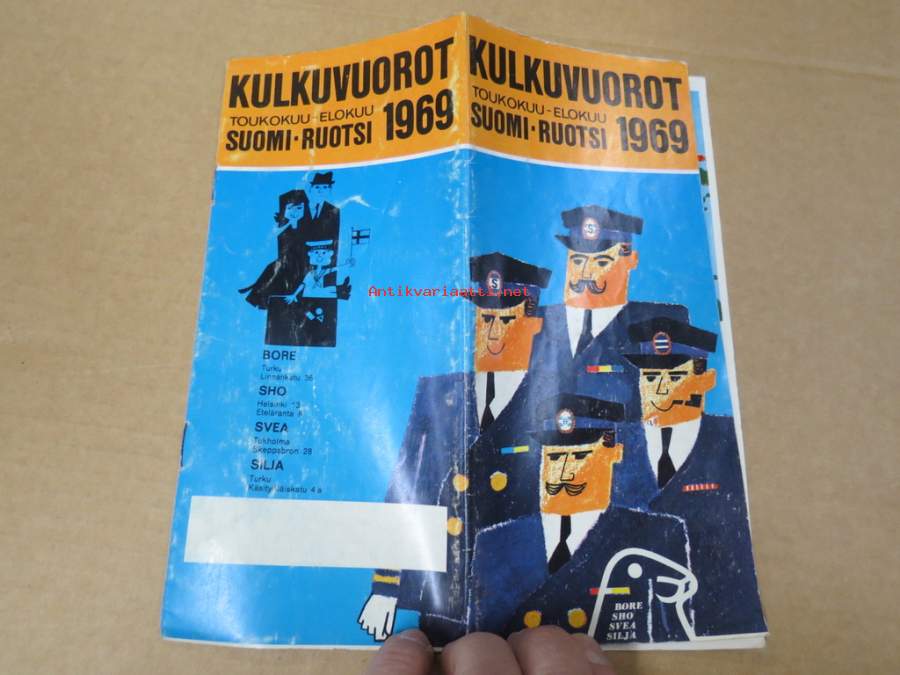 KULKUVUOROT
TOUKOKUU-ELOKUU
SUOMI·RUOTSI 1969
BORE
Turku
Linnankatu 36
SHO
Helsinki 13
Eteläranta 8
SVEA
Tukholma
Skeppsbron 28
SILJA
Turku
4 a
KULKUVUOROT
TOUKOKUU-ELOKUU
SUOMI·RUOTSI 1969
S
S
BORE
SHO
SVEA
SILJA
Antikvariaatti.net